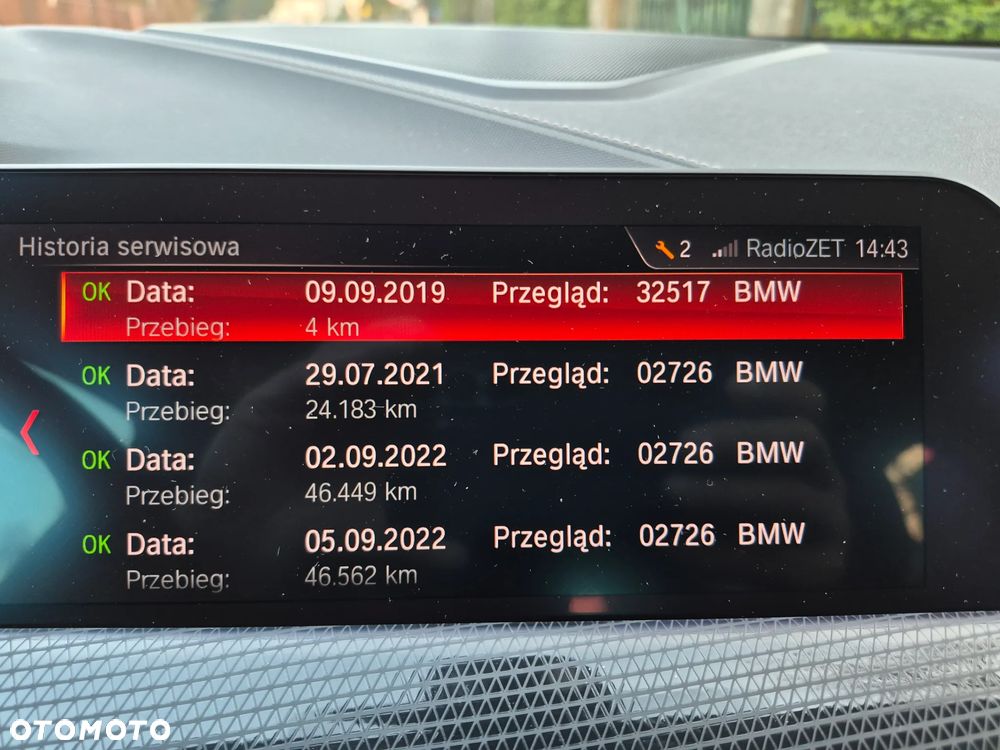 Historia serwisowa 2 RadioZET 14:43
OK Data: 09.09.2019 Przegląd: 32517 BMW
Przebieg: 4 km
OK Data: 29.07.2021 Przegląd: 02726 BMW
Przebieg: 24.183 km
OK Data: 02.09.2022 Przegląd: 02726 BMW
Przebieg: 46.449 km
OK Data: 05.09.2022 Przegląd: 02726 BMW
Przebieg: 46.562 km
OTOMOTO